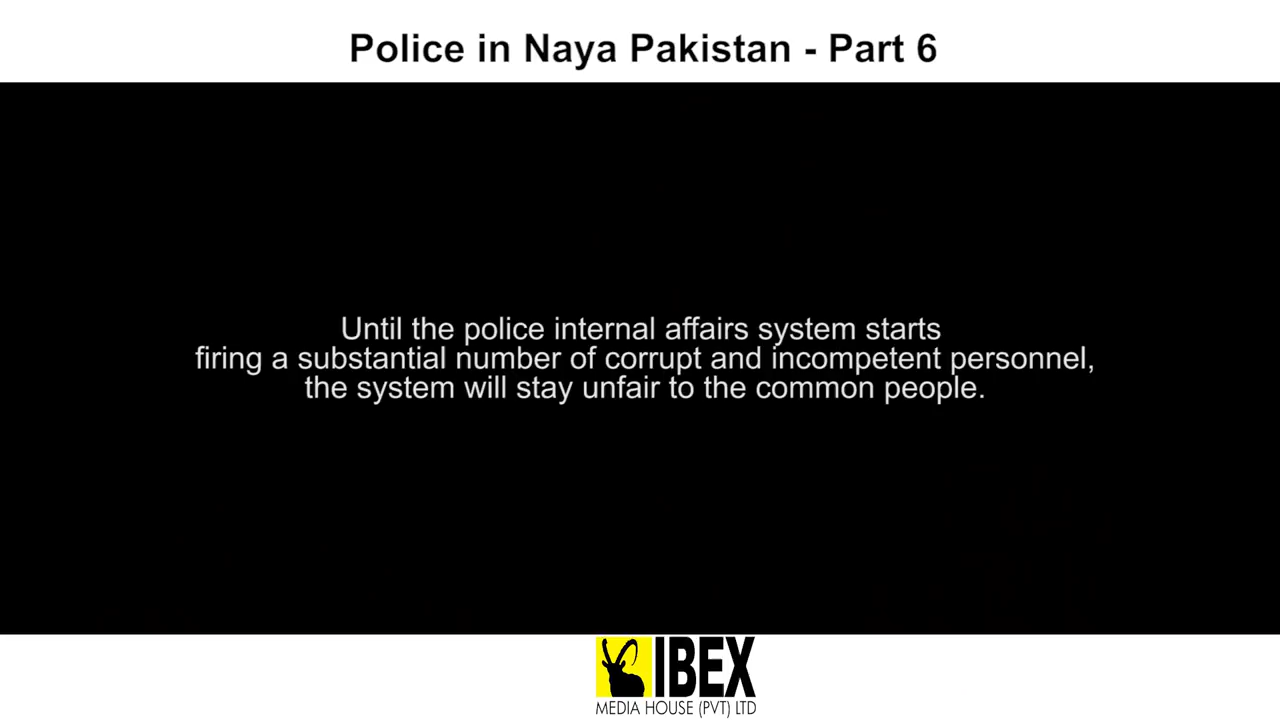 Police in Naya Pakistan - Part 6
Until the police internal affairs system starts
firing a substantial number of corrupt and incompetent personnel,
the system will stay unfair to the common people.
IBEX
MEDIA HOUSE (PVT) LTD